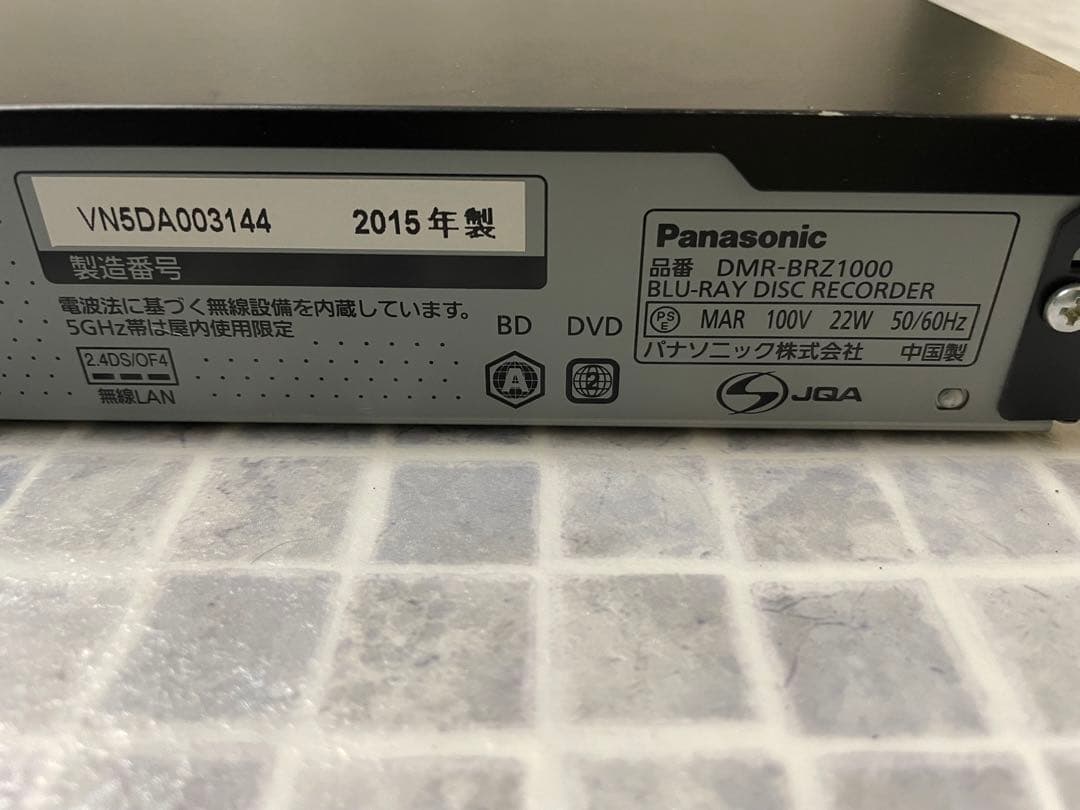 VN5DA003144 2015年製
製造番号
電波法に基づく無線設備を内蔵しています。
5GHz帯は屋内使用限定
2.4DS/OF4
無線LAN
BD DVD
A 2
Panasonic
品番 DMR-BRZ1000
BLU-RAY DISC RECORDER
PSE MAR 100V 22W 50/60Hz
パナソニック株式会社 中国製
JQA